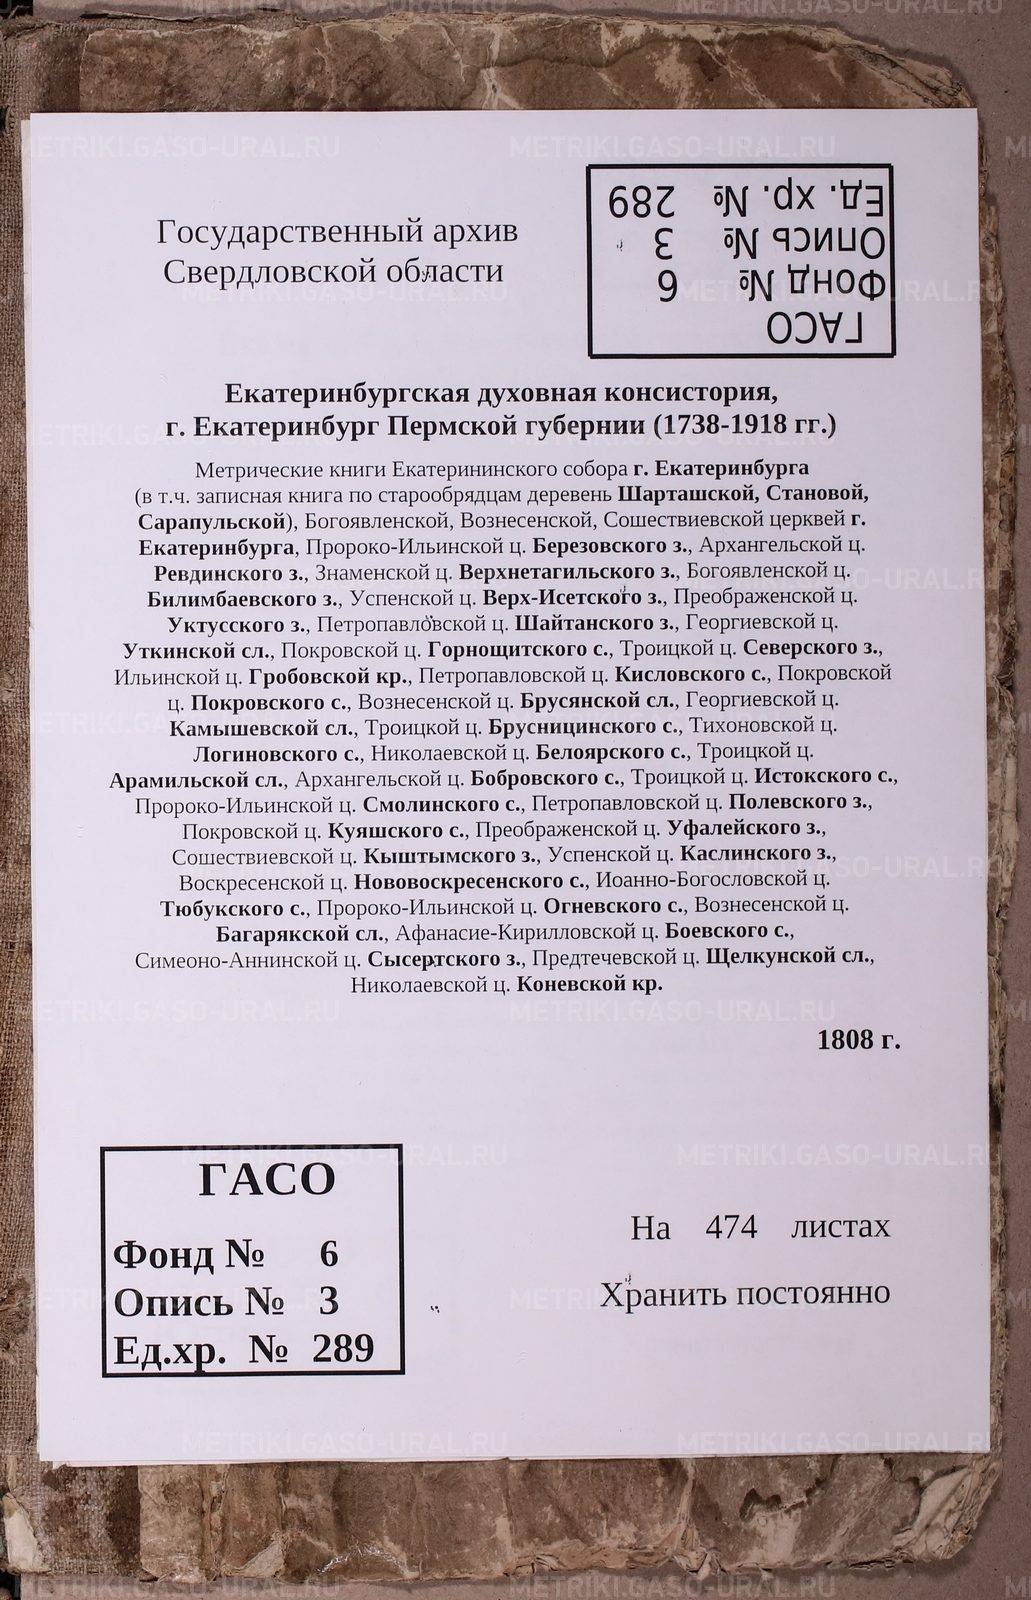 Государственный архив
Свердловской области
ГАСО
Фонд № 6
Опись № 3
Ед. хр. № 289
Екатеринбургская духовная консистория,
г. Екатеринбург Пермской губернии (1738-1918 гг.)
Метрические книги Екатерининского собора г. Екатеринбурга
(в т.ч. записная книга по старообрядцам деревень Шарташской, Становой,
Сарапульской), Богоявленской, Вознесенской, Сошествиевской церквей г.
Екатеринбурга, Пророко-Ильинской ц. Березовского з., Архангельской ц.
Ревдинского з., Знаменской ц. Верхнетагильского з., Богоявленской ц.
Билимбаевского з., Успенской ц. Верх-Исетского з., Преображенской ц.
Уктусского з., Петропавловской ц. Шайтанского з., Георгиевской ц.
Уткинской сл., Покровской ц. Горнощитского с., Троицкой ц. Северского з.,
Ильинской ц. Гробовской кр., Петропавловской ц. Кисловского с., Покровской
ц. Покровского с., Вознесенской ц. Брусянской сл., Георгиевской ц.
Камышевской сл., Троицкой ц. Брусницинского с., Тихоновской ц.
Логиновского с., Николаевской ц. Белоярского с., Троицкой ц.
Арамильской сл., Архангельской ц. Бобровского с., Троицкой ц. Истокского с.,
Пророко-Ильинской ц. Смолинского с., Петропавловской ц. Полевского з.,
Покровской ц. Куяшского с., Преображенской ц. Уфалейского з.,
Сошествиевской ц. Кыштымского з., Успенской ц. Каслинского з.,
Воскресенской ц. Нововоскресенского с., Иоанно-Богословской ц.
Тюбукского с., Пророко-Ильинской ц. Огневского с., Вознесенской ц.
Багарякской сл., Афанасие-Кирилловской ц. Боевского с.,
Симеоно-Аннинской ц. Сысертского з., Предтечевской ц. Щелкунской сл.,
Николаевской ц. Коневской кр.
1808 г.
ГАСО
Фонд № 6
Опись № 3
Ед.хр. № 289
На 474 листах
Хранить постоянно
METRIKI.GASO-URAL.RU